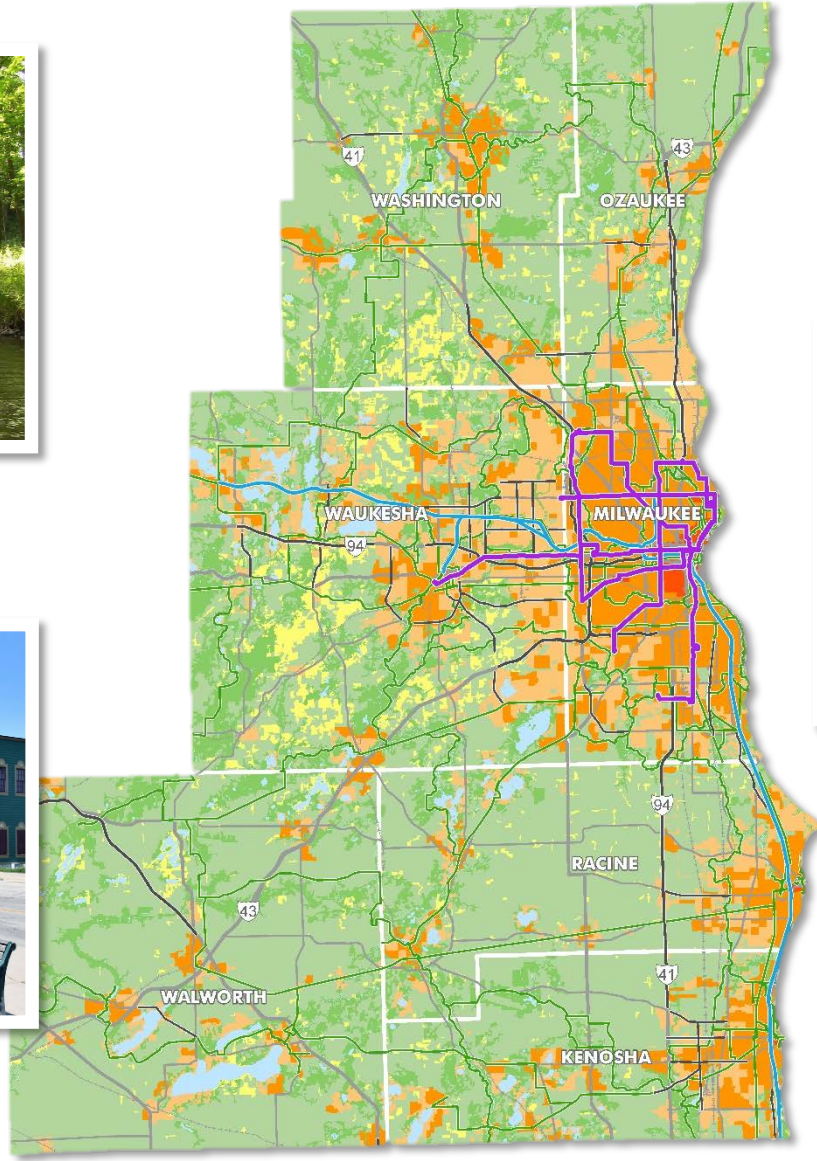 41
43
WASHINGTON
OZAUKEE
WAUKESHA
MILWAUKEE
94
94
RACINE
43
41
WALWORTH
KENOSHA